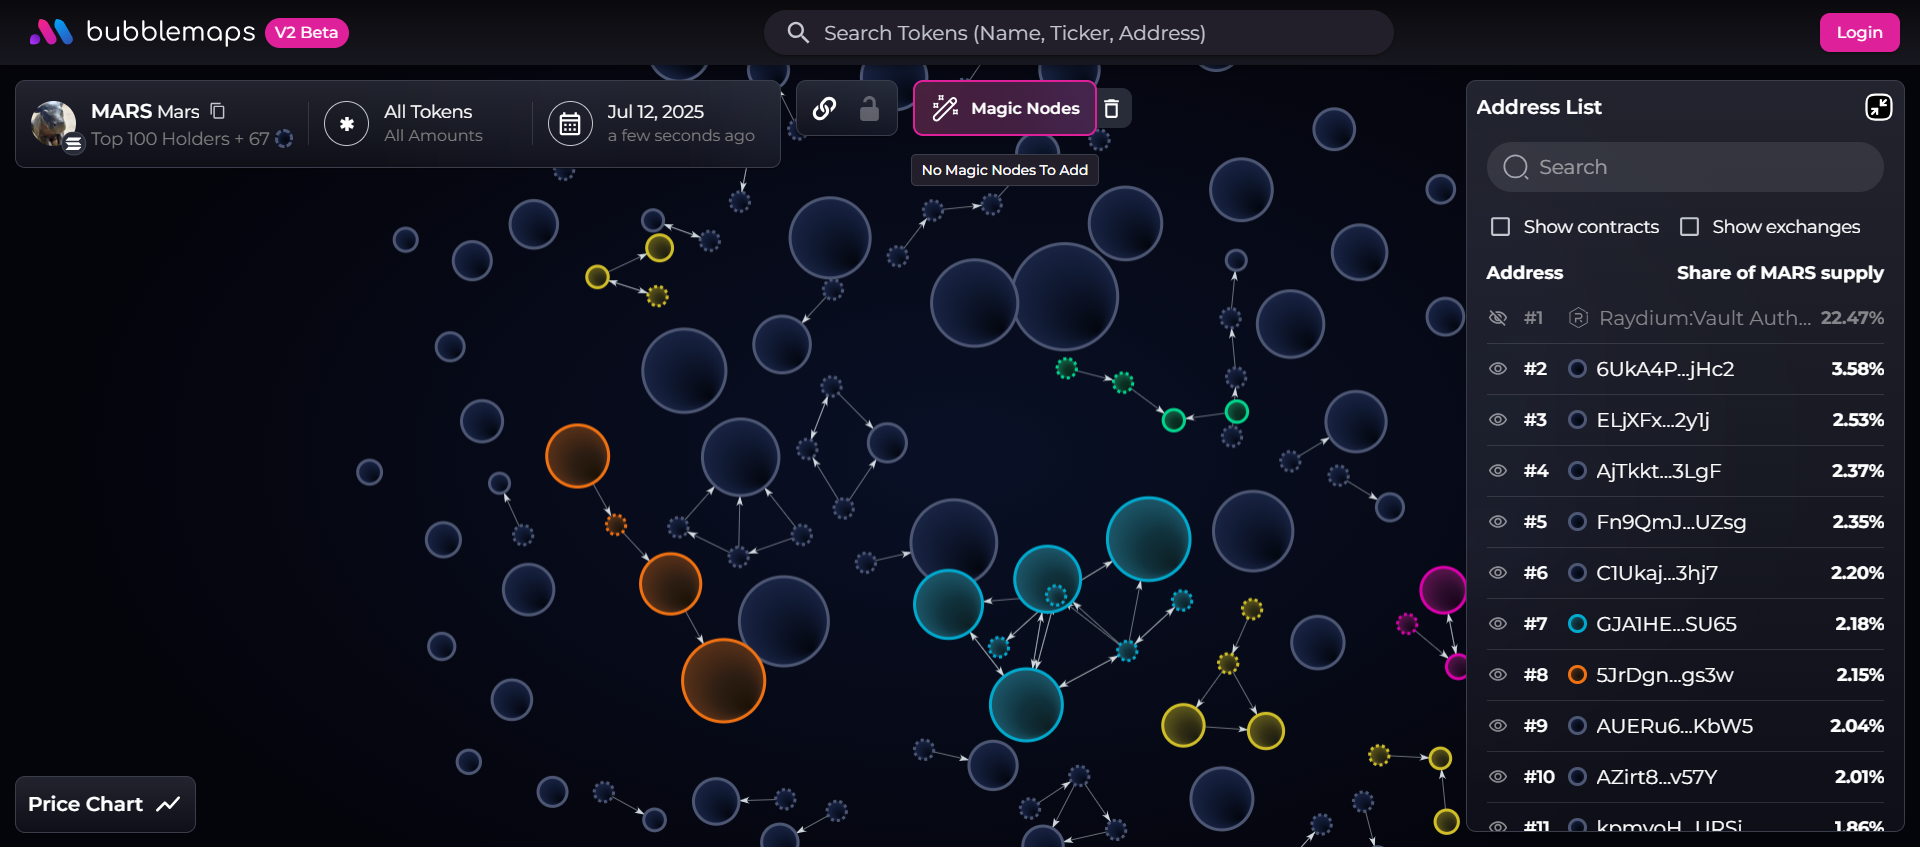 bubblemaps V2 Beta
Search Tokens (Name, Ticker, Address)
Login
MARS Mars
Top 100 Holders + 67
All Tokens
All Amounts
Jul 12, 2025
a few seconds ago
Magic Nodes
No Magic Nodes To Add
Address List
Search
Show contracts
Show exchanges
Address Share of MARS supply
#1 Raydium:Vault Auth... 22.47%
#2 6UkA4P...jHc2 3.58%
#3 ELjXFx...2y1j 2.53%
#4 AjTkkt...3LgF 2.37%
#5 Fn9QmJ...UZsg 2.35%
#6 C1Ukaj...3hj7 2.20%
#7 GJA1HE...SU65 2.18%
#8 5JrDgn...gs3w 2.15%
#9 AUERu6...KbW5 2.04%
#10 AZirt8...v57Y 2.01%
#11 1.86%
Price Chart